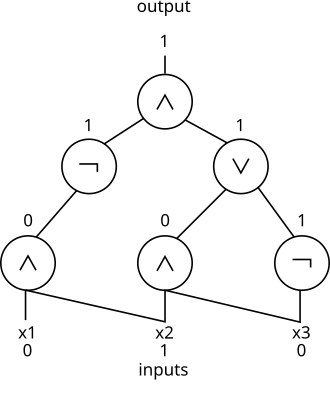 output
1
∧
1 1
¬ ∨
0 0 1
∧ ∧ ¬
x1 x2 x3
0 1 0
inputs